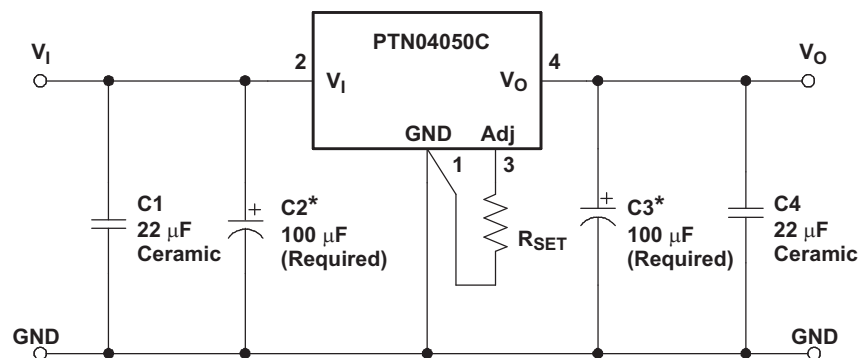 PTN04050C
V_I
V_O
2
4
V_I
V_O
GND
Adj
1
3
C1
22 μF
Ceramic
C2*
100 μF
(Required)
R_SET
C3*
100 μF
(Required)
C4
22 μF
Ceramic
GND
GND